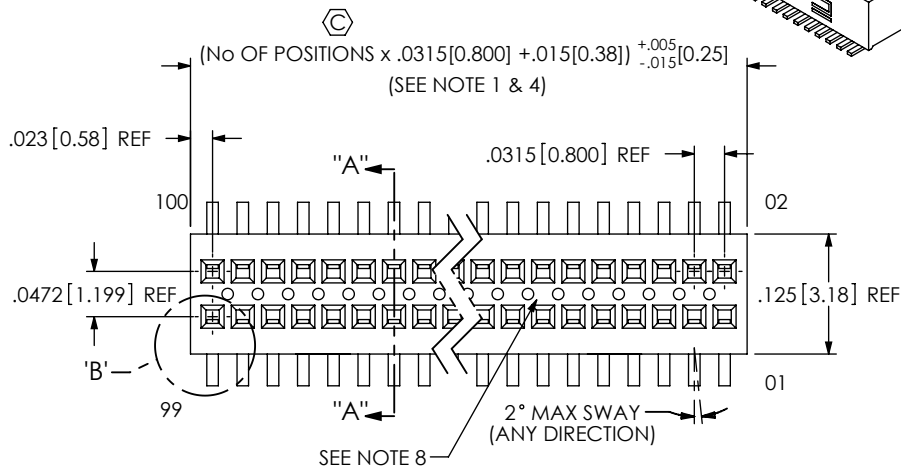 C
(No OF POSITIONS x .0315[0.800] +.015[0.38]) +.005 -.015 [0.25]
(SEE NOTE 1 & 4)
.023[0.58] REF
"A"
.0315[0.800] REF
100
02
.0472[1.199] REF
.125[3.18] REF
'B'
99
"A"
2° MAX SWAY
(ANY DIRECTION)
01
SEE NOTE 8